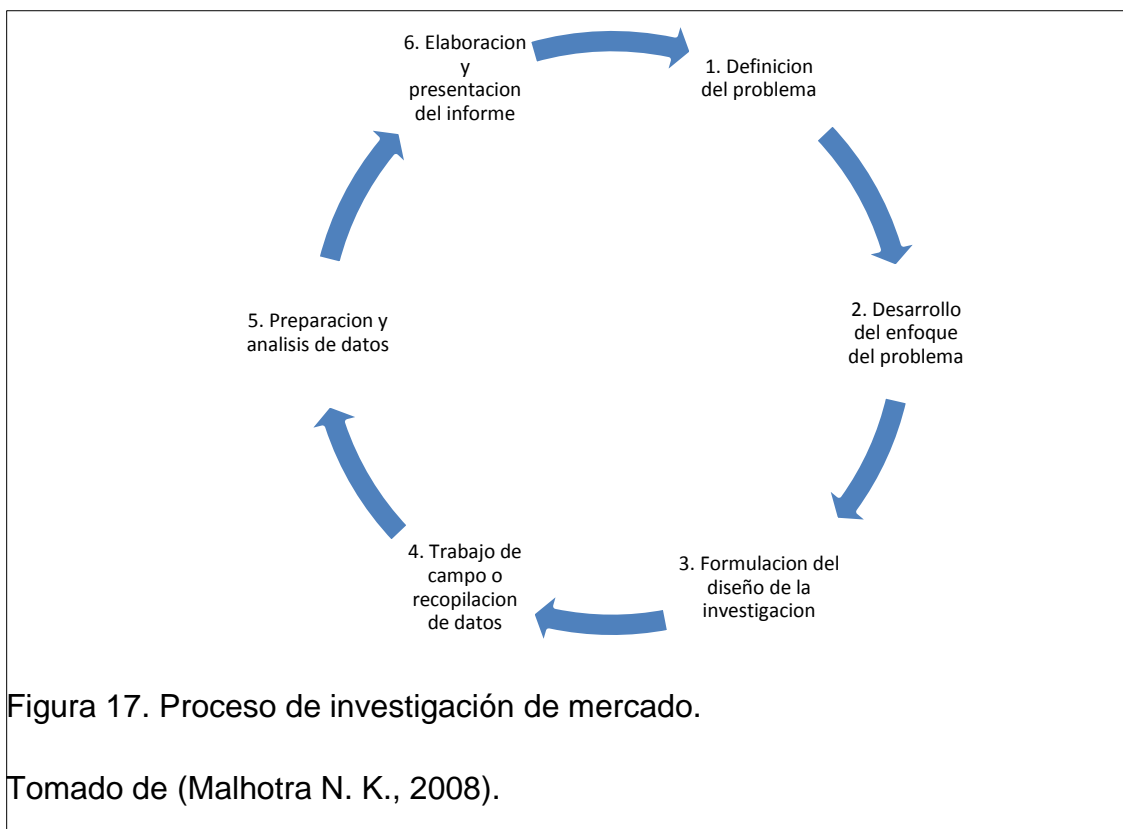 6. Elaboracion
y
presentacion
del informe
1. Definicion
del problema
2. Desarrollo
del enfoque
del problema
3. Formulacion del
diseño de la
investigacion
4. Trabajo de
campo o
recopilacion
de datos
5. Preparacion y
analisis de datos
Figura 17. Proceso de investigación de mercado.
Tomado de (Malhotra N. K., 2008).